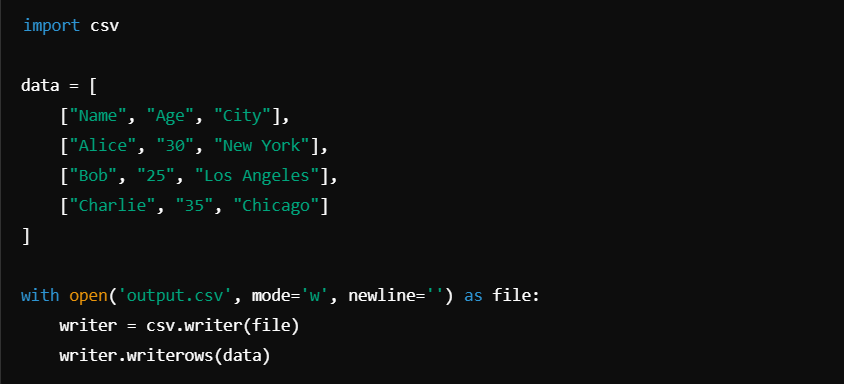 import csv
data = [
["Name", "Age", "City"],
["Alice", "30", "New York"],
["Bob", "25", "Los Angeles"],
["Charlie", "35", "Chicago"]
]
with open('output.csv', mode='w', newline='') as file:
writer = csv.writer(file)
writer.writerows(data)